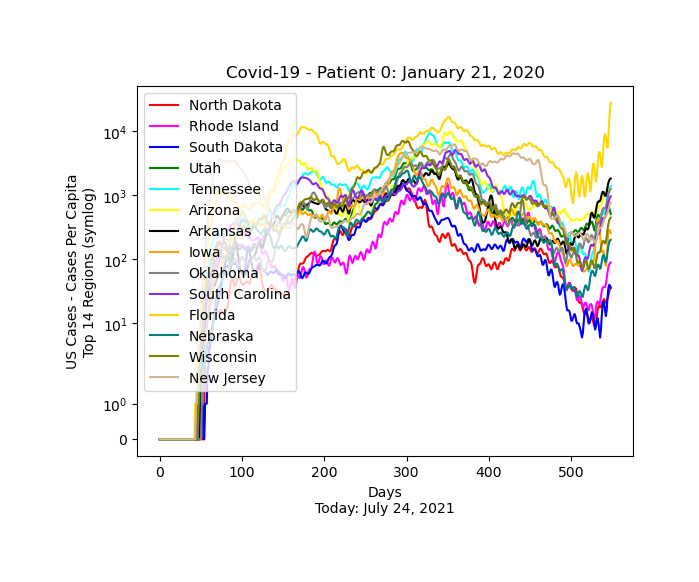 Covid-19 - Patient 0: January 21, 2020
US Cases - Cases Per Capita
Top 14 Regions (symlog)
10^4
10^3
10^2
10^1
10^0
0
North Dakota
Rhode Island
South Dakota
Utah
Tennessee
Arizona
Arkansas
Iowa
Oklahoma
South Carolina
Florida
Nebraska
Wisconsin
New Jersey
0 100 200 300 400 500
Days
Today: July 24, 2021